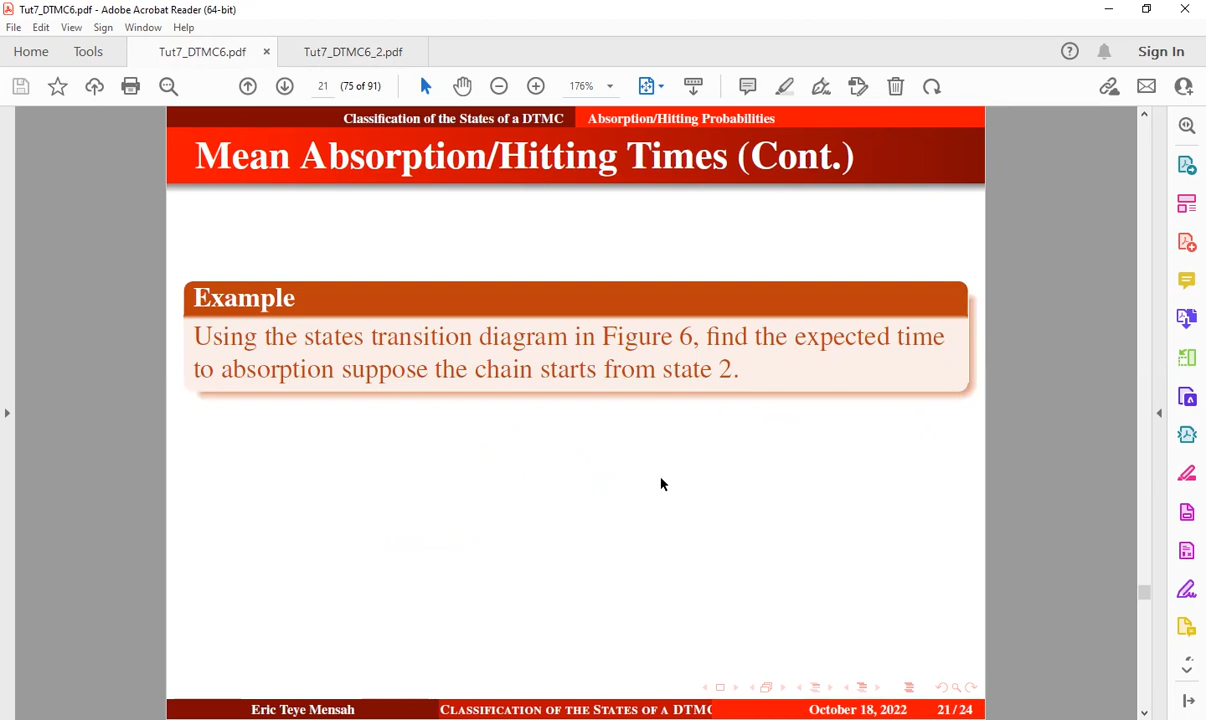 Tut7_DTMC6.pdf - Adobe Acrobat Reader (64-bit)
File Edit View Sign Window Help
Home Tools Tut7_DTMC6.pdf × Tut7_DTMC6_2.pdf Sign In
21 (75 of 91) 176%
Classification of the States of a DTMC Absorption/Hitting Probabilities
Mean Absorption/Hitting Times (Cont.)
Example
Using the states transition diagram in Figure 6, find the expected time
to absorption suppose the chain starts from state 2.
Eric Teye Mensah CLASSIFICATION OF THE STATES OF A DTMC October 18, 2022 21 / 24